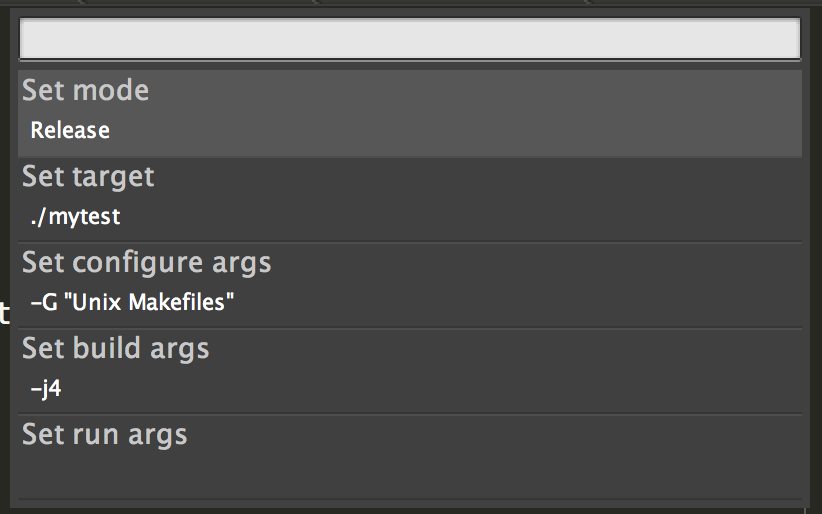 Set mode
Release
Set target
./mytest
Set configure args
-G "Unix Makefiles"
t
Set build args
-j4
Set run args